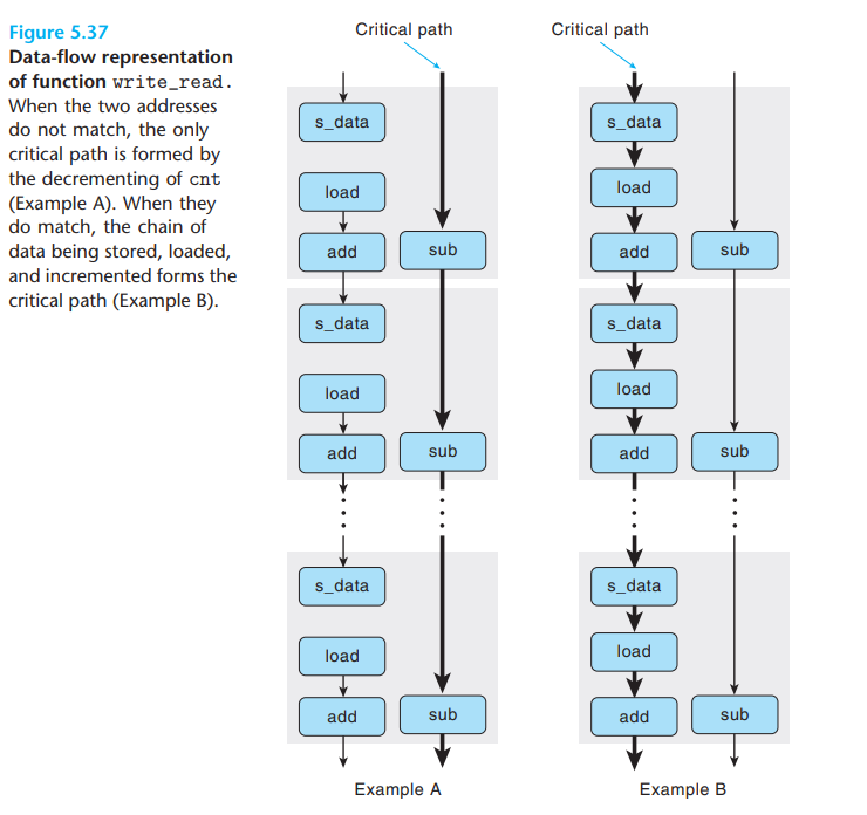 Figure 5.37
Data-flow representation
of function write_read.
When the two addresses
do not match, the only
critical path is formed by
the decrementing of cnt
(Example A). When they
do match, the chain of
data being stored, loaded,
and incremented forms the
critical path (Example B).
Critical path
s_data
load
add
sub
s_data
load
add
sub
s_data
load
add
sub
Example A
Critical path
s_data
load
add
sub
s_data
load
add
sub
s_data
load
add
sub
Example B